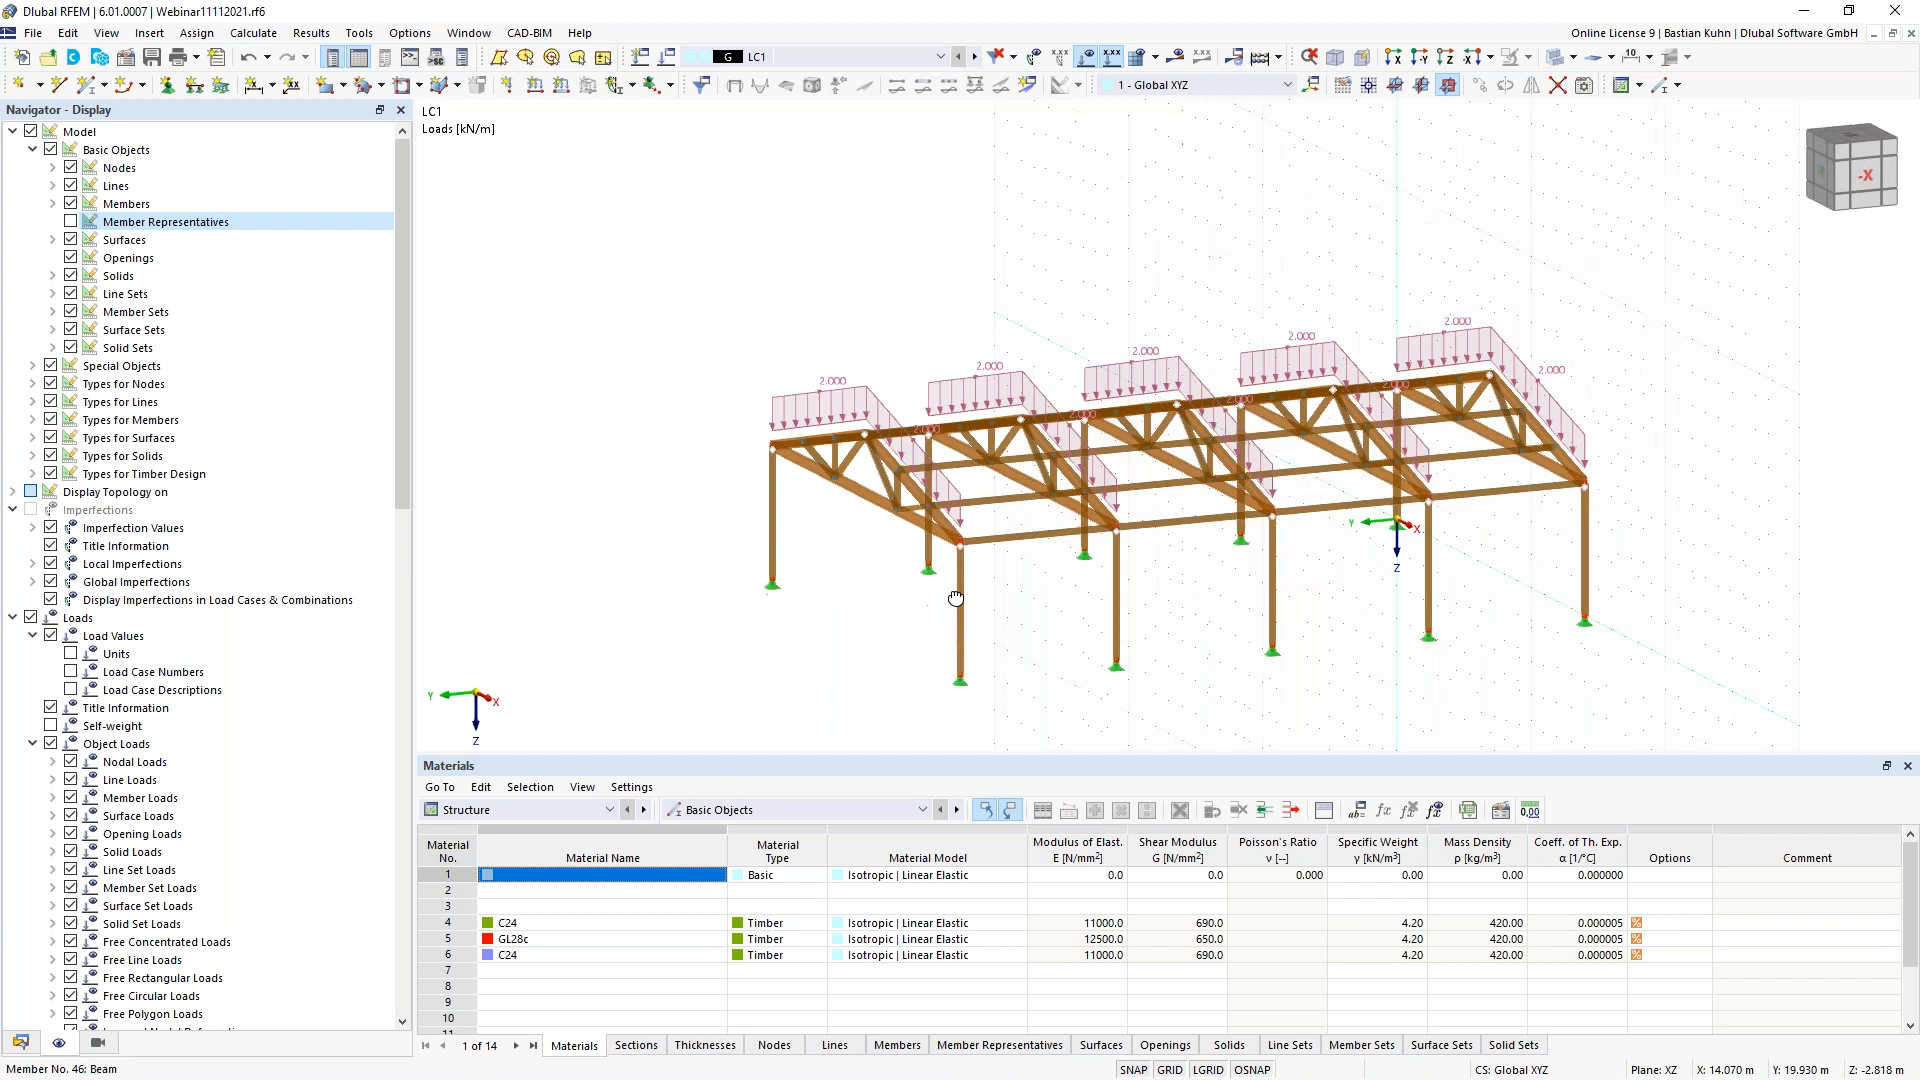 Dlubal RFEM | 6.01.0007 | Webinar11112021.rf6
File Edit View Insert Assign Calculate Results Tools Options Window CAD-BIM Help
Online License 9 | Bastian Kuhn | Dlubal Software GmbH
G LC1
1 - Global XYZ
Navigator - Display
Model
Basic Objects
Nodes
Lines
Members
Member Representatives
Surfaces
Openings
Solids
Line Sets
Member Sets
Surface Sets
Solid Sets
Special Objects
Types for Nodes
Types for Lines
Types for Members
Types for Surfaces
Types for Solids
Types for Timber Design
Display Topology on
Imperfections
Imperfection Values
Title Information
Local Imperfections
Global Imperfections
Display Imperfections in Load Cases & Combinations
Loads
Load Values
Units
Load Case Numbers
Load Case Descriptions
Title Information
Self-weight
Object Loads
Nodal Loads
Line Loads
Member Loads
Surface Loads
Opening Loads
Solid Loads
Line Set Loads
Member Set Loads
Surface Set Loads
Solid Set Loads
Free Concentrated Loads
Free Line Loads
Free Rectangular Loads
Free Circular Loads
Free Polygon Loads
LC1
Loads [kN/m]
-X
2.000
2.000
2.000
2.000
2.000
2.000
2.000
2.000
2.000
2.000
Y X
Z
Y X
Z
Materials
Go To Edit Selection View Settings
Structure Basic Objects
Material No. Material Name Material Type Material Model Modulus of Elast. E [N/mm²] Shear Modulus G [N/mm²] Poisson's Ratio ν [--] Specific Weight γ [kN/m³] Mass Density ρ [kg/m³] Coeff. of Th. Exp. α [1/°C] Options Comment
1 Basic Isotropic | Linear Elastic 0.0 0.0 0.000 0.00 0.00 0.000000
2
3
4 C24 Timber Isotropic | Linear Elastic 11000.0 690.0 4.20 420.00 0.000005
5 GL28c Timber Isotropic | Linear Elastic 12500.0 650.0 4.20 420.00 0.000005
6 C24 Timber Isotropic | Linear Elastic 11000.0 690.0 4.20 420.00 0.000005
7
8
9
10
11
1 of 14 Materials Sections Thicknesses Nodes Lines Members Member Representatives Surfaces Openings Solids Line Sets Member Sets Surface Sets Solid Sets
Member No. 46: Beam
SNAP GRID LGRID OSNAP
CS: Global XYZ
Plane: XZ X: 14.070 m Y: 19.930 m Z: -2.818 m